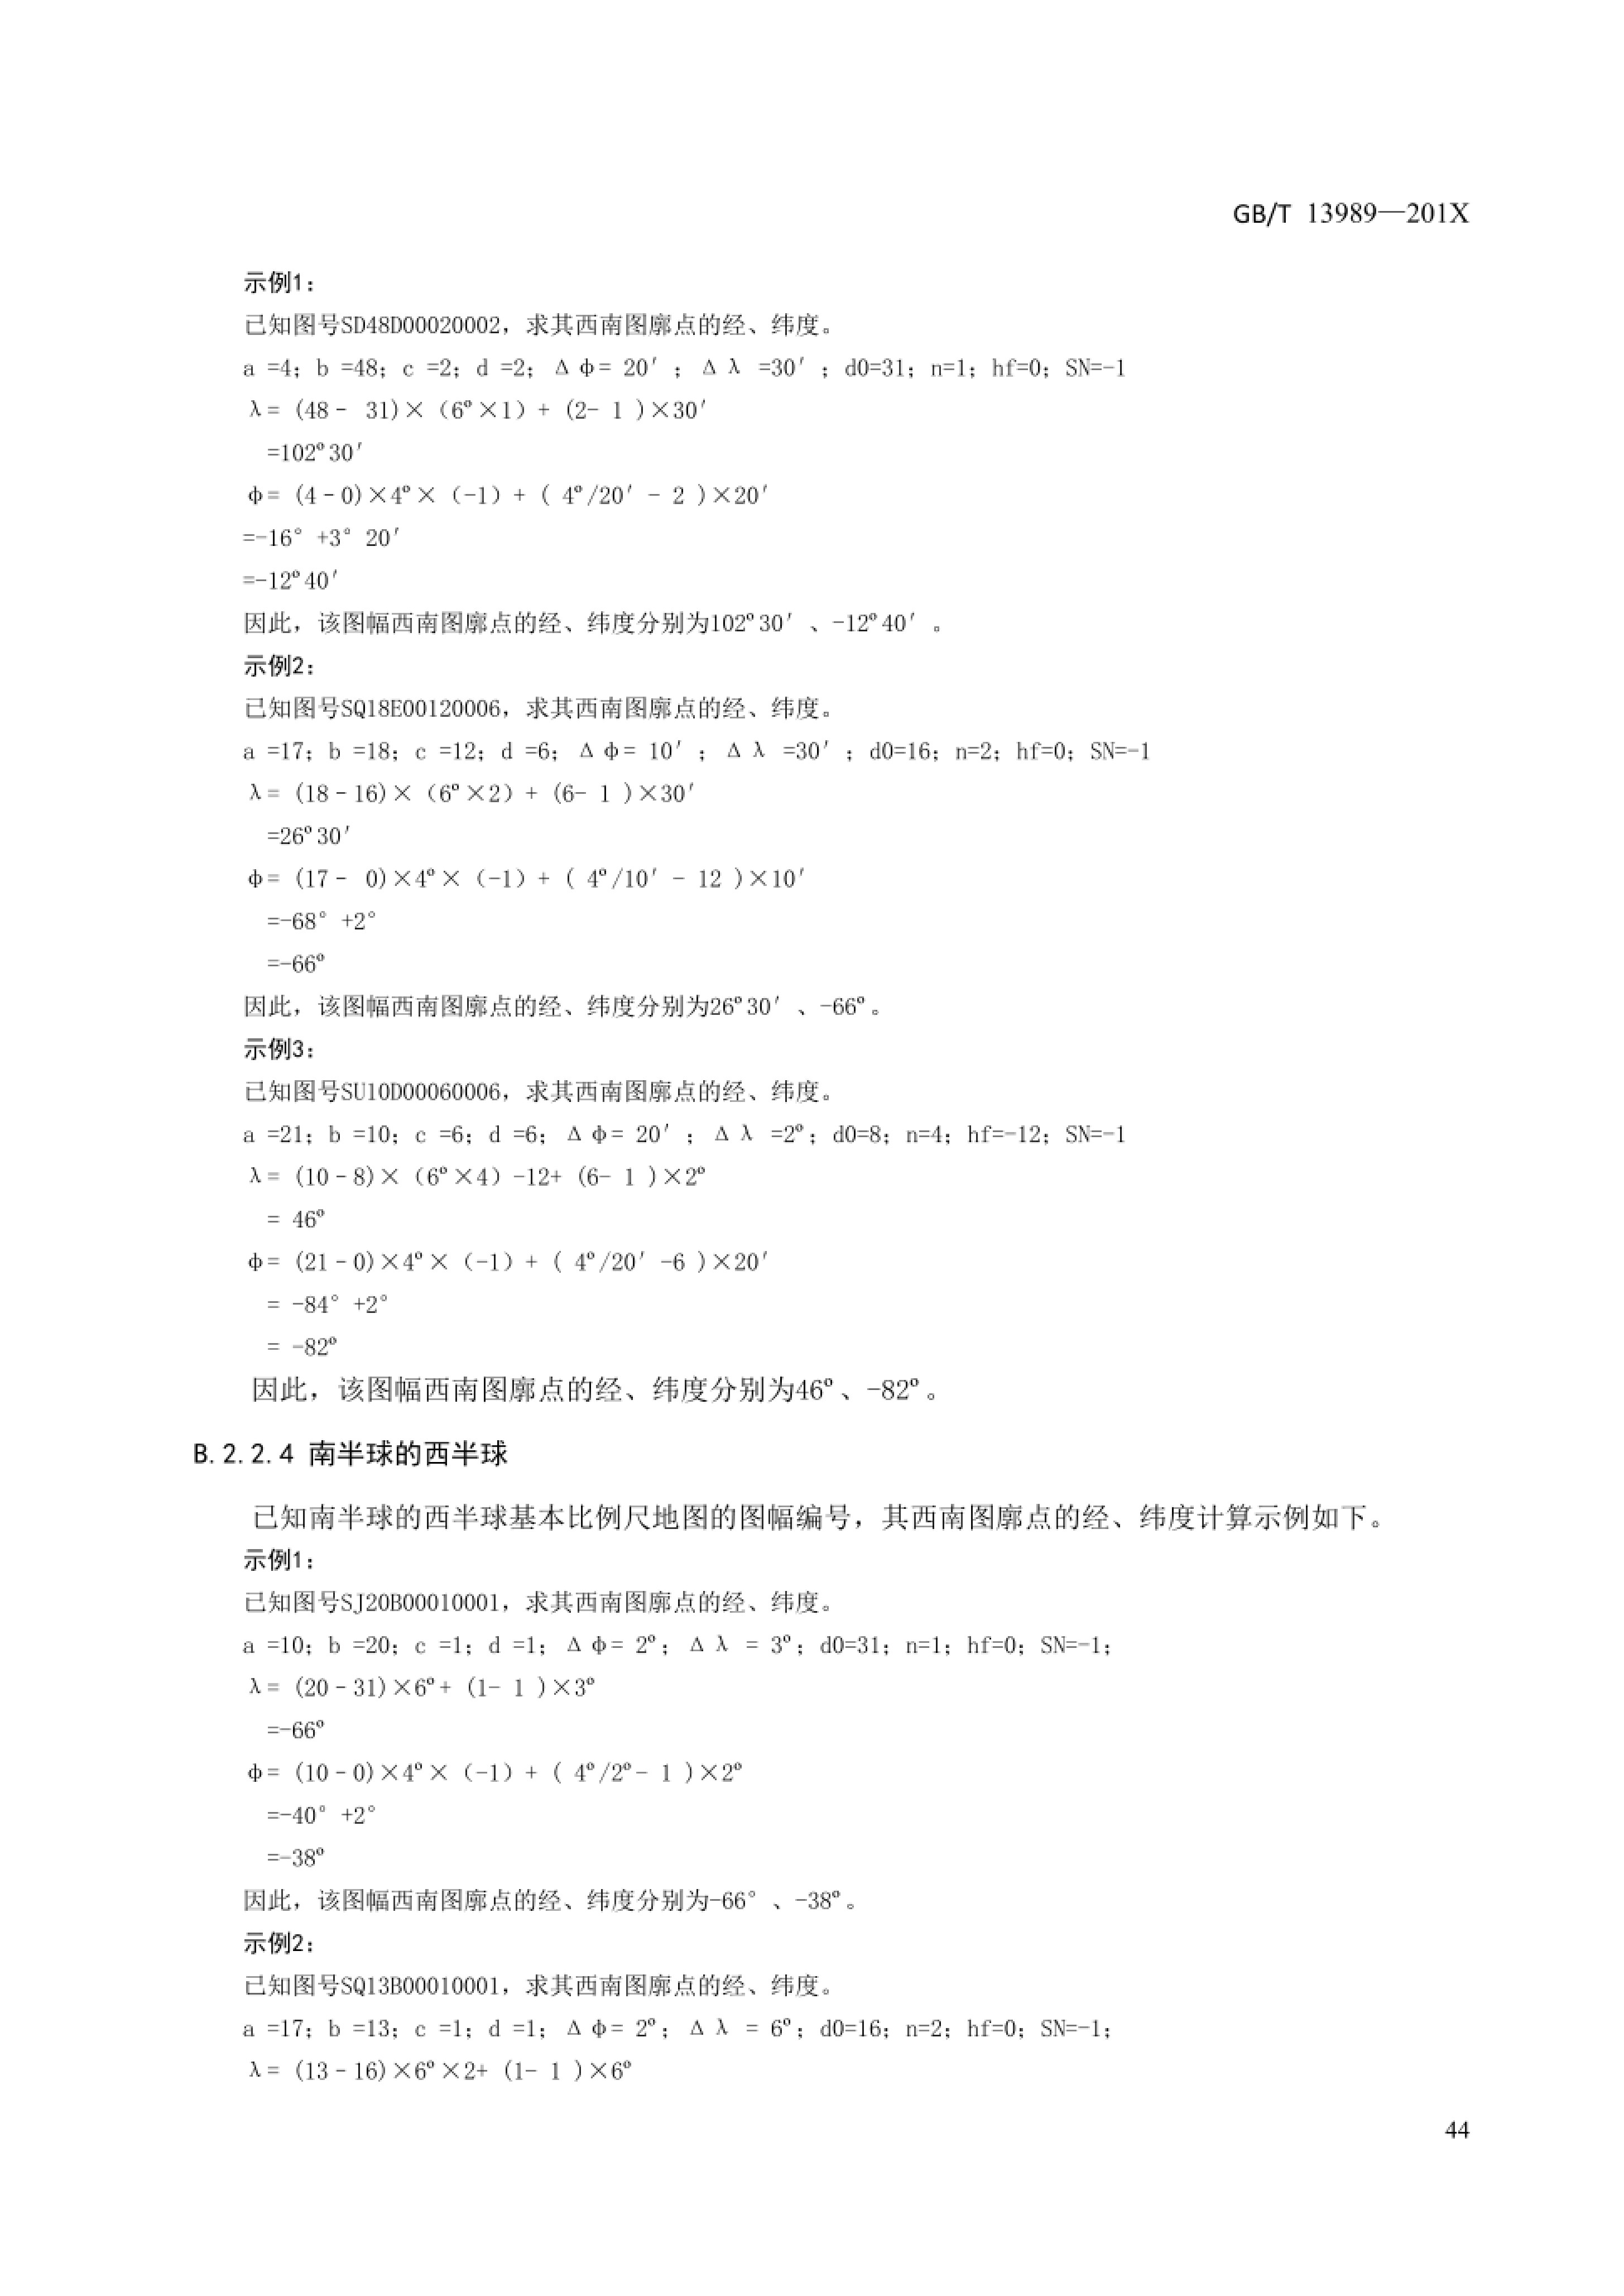 GB/T 13989—201X
示例1：
已知图号SD48D00020002，求其西南图廓点的经、纬度。
a =4；b =48；c =2；d =2；Δφ= 20′；Δλ =30′；d0=31；n=1；hf=0；SN=-1
λ= (48－ 31)×（6º×1）+ (2- 1 )×30′
=102º30′
φ= (4－0)×4º×（-1）+ ( 4º/20′ - 2 )×20′
=-16° +3° 20′
=-12º40′
因此，该图幅西南图廓点的经、纬度分别为102º30′、-12º40′。
示例2：
已知图号SQ18E00120006，求其西南图廓点的经、纬度。
a =17；b =18；c =12；d =6；Δφ= 10′；Δλ =30′；d0=16；n=2；hf=0；SN=-1
λ= (18－16)×（6º×2）+ (6- 1 )×30′
=26º30′
φ= (17－ 0)×4º×（-1）+ ( 4º/10′ - 12 )×10′
=-68° +2°
=-66º
因此，该图幅西南图廓点的经、纬度分别为26º30′、-66º。
示例3：
已知图号SU10D00060006，求其西南图廓点的经、纬度。
a =21；b =10；c =6；d =6；Δφ= 20′；Δλ =2º；d0=8；n=4；hf=-12；SN=-1
λ= (10－8)×（6º×4）-12+ (6- 1 )×2º
= 46º
φ= (21－0)×4º×（-1）+ ( 4º/20′ -6 )×20′
= -84° +2°
= -82º
因此，该图幅西南图廓点的经、纬度分别为46º、-82º。
B.2.2.4 南半球的西半球
已知南半球的西半球基本比例尺地图的图幅编号，其西南图廓点的经、纬度计算示例如下。
示例1：
已知图号SJ20B00010001，求其西南图廓点的经、纬度。
a =10；b =20；c =1；d =1；Δφ= 2º；Δλ = 3º；d0=31；n=1；hf=0；SN=-1；
λ= (20－31)×6º+ (1- 1 )×3º
=-66º
φ= (10－0)×4º×（-1）+ ( 4º/2º- 1 )×2º
=-40° +2°
=-38º
因此，该图幅西南图廓点的经、纬度分别为-66°、-38º。
示例2：
已知图号SQ13B00010001，求其西南图廓点的经、纬度。
a =17；b =13；c =1；d =1；Δφ= 2º；Δλ = 6º；d0=16；n=2；hf=0；SN=-1；
λ= (13－16)×6º×2+ (1- 1 )×6º
44